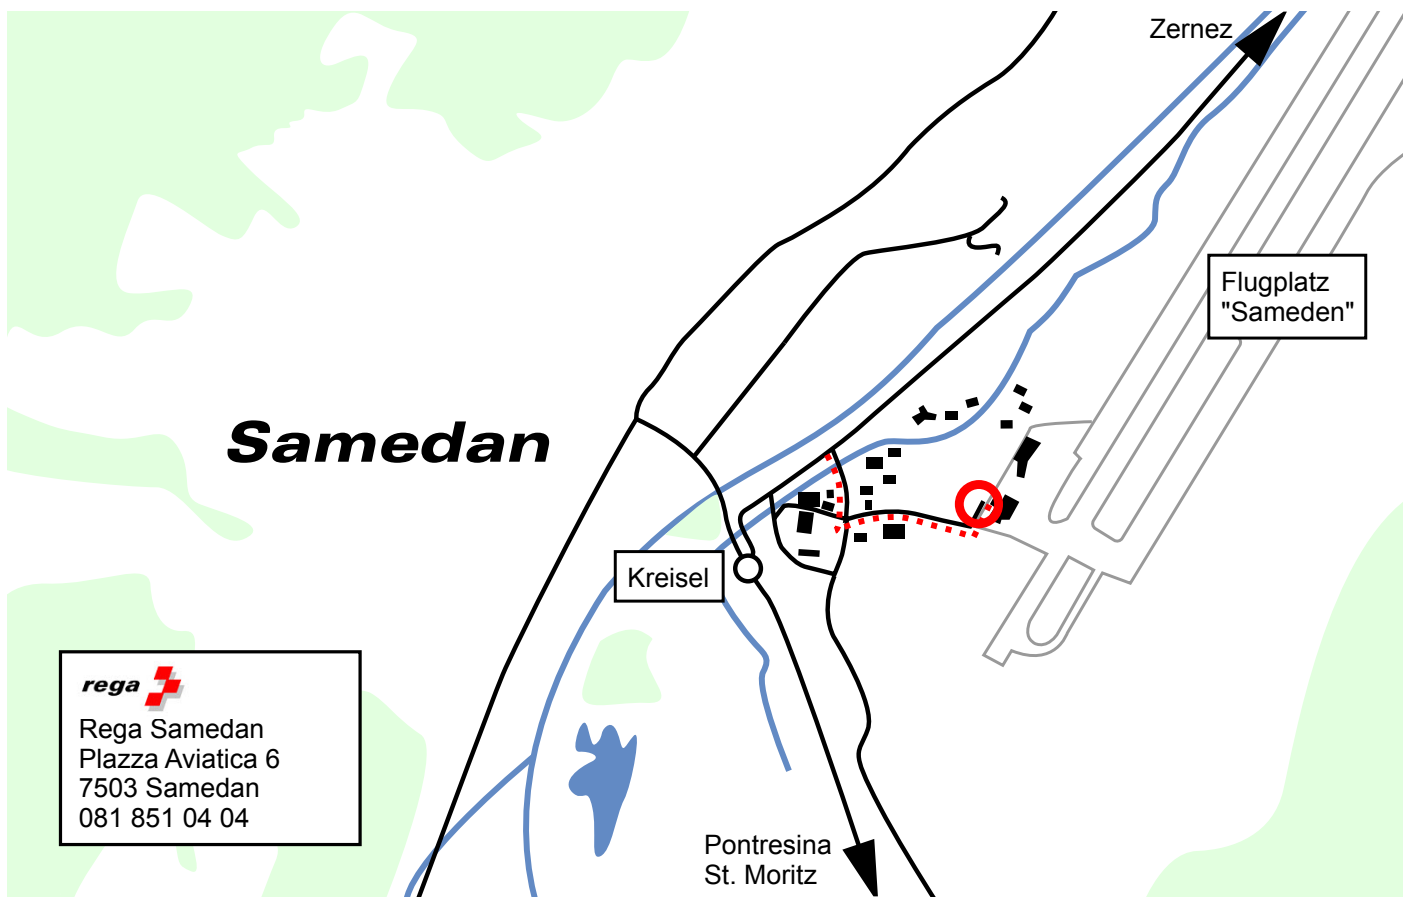 Zernez
Flugplatz
"Sameden"
Samedan
Kreisel
rega
Rega Samedan
Plazza Aviatica 6
7503 Samedan
081 851 04 04
Pontresina
St. Moritz